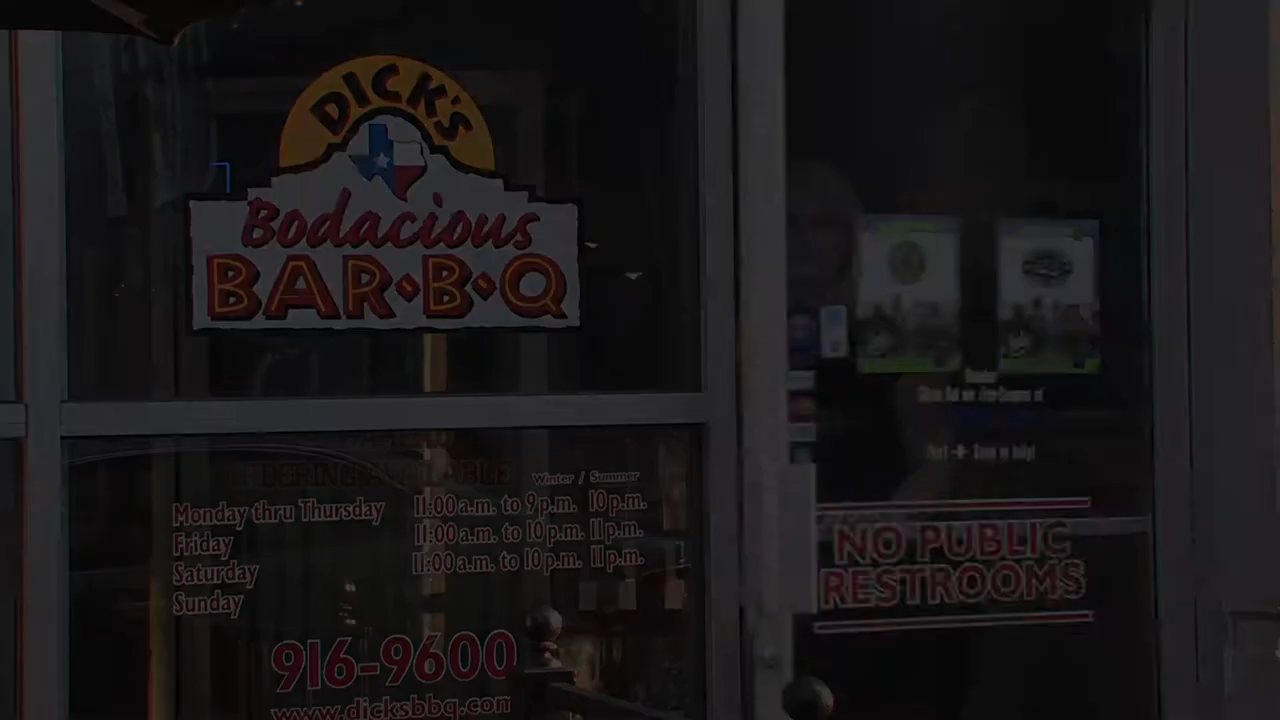 DICK'S
Bodacious
BAR•B•Q
Winter / Summer
Monday thru Thursday 11:00 a.m. to 9 p.m. 10 p.m.
Friday 11:00 a.m. to 10 p.m. 11 p.m.
Saturday 11:00 a.m. to 10 p.m. 11 p.m.
Sunday
916-9600
www.dicksbbq.com
NO PUBLIC
RESTROOMS